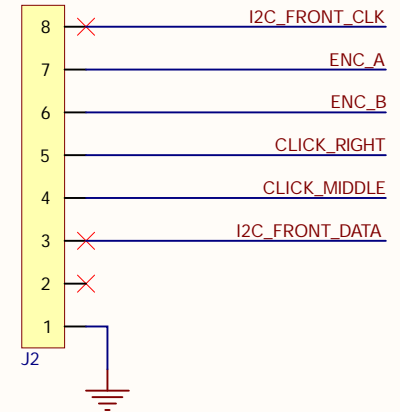 8 I2C_FRONT_CLK
7 ENC_A
6 ENC_B
5 CLICK_RIGHT
4 CLICK_MIDDLE
3 I2C_FRONT_DATA
2
1
J2